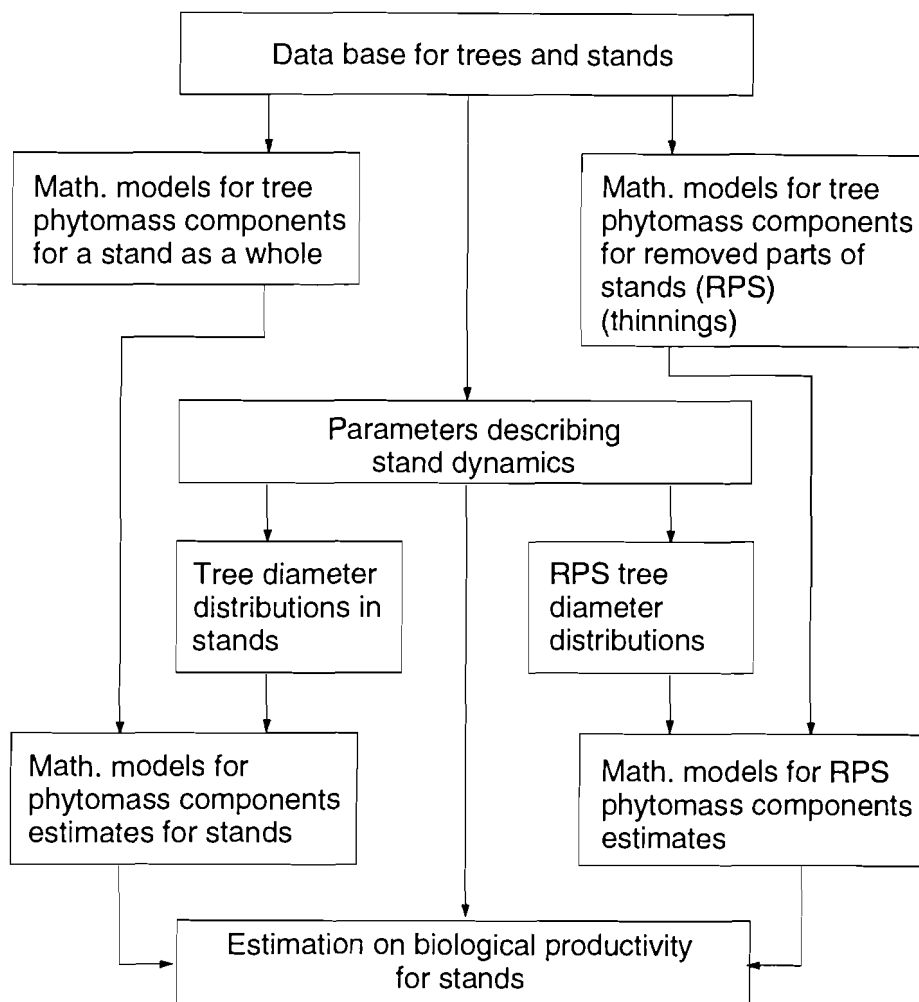 Data base for trees and stands
Math. models for tree
phytomass components
for a stand as a whole
Math. models for tree
phytomass components
for removed parts of
stands (RPS)
(thinnings)
Parameters describing
stand dynamics
Tree diameter
distributions in
stands
RPS tree
diameter
distributions
Math. models for
phytomass components
estimates for stands
Math. models for RPS
phytomass components
estimates
Estimation on biological productivity
for stands